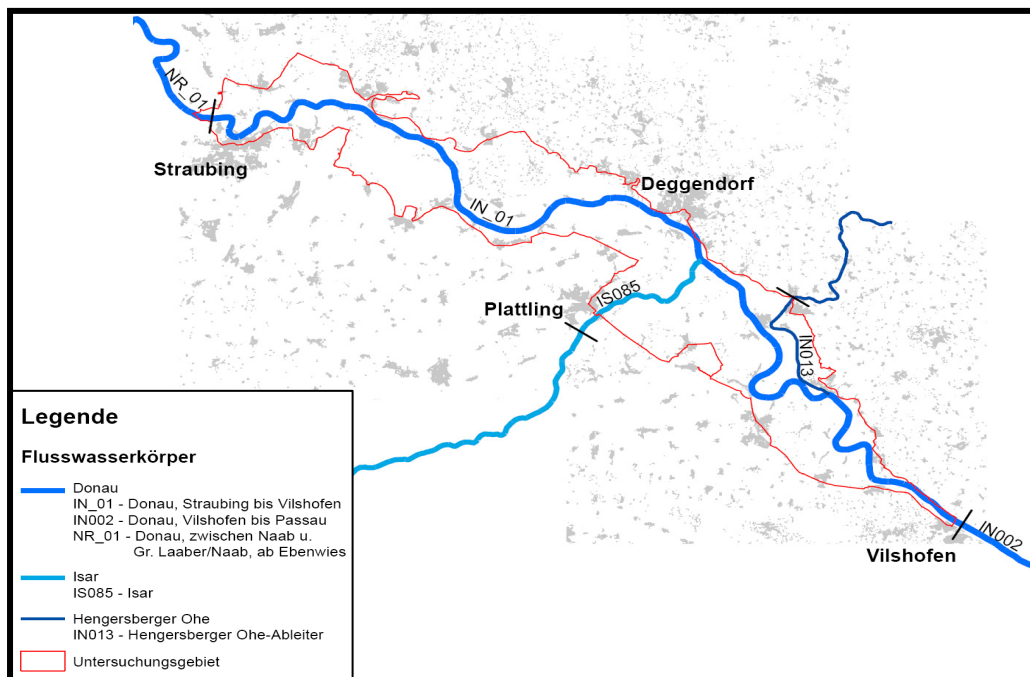 NR_01
Straubing
Deggendorf
IN_01
IS085
Plattling
IN013
Vilshofen
IN002
Legende
Flusswasserkörper
Donau
IN_01 - Donau, Straubing bis Vilshofen
IN002 - Donau, Vilshofen bis Passau
NR_01 - Donau, zwischen Naab u.
Gr. Laaber/Naab, ab Ebenwies
Isar
IS085 - Isar
Hengersberger Ohe
IN013 - Hengersberger Ohe-Ableiter
Untersuchungsgebiet